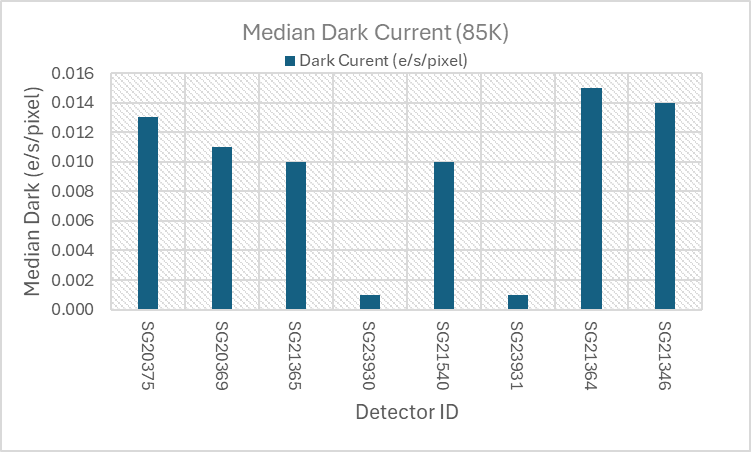 Median Dark Current (85K)
Dark Curent (e/s/pixel)
Median Dark (e/s/pixel)
0.016
0.014
0.012
0.010
0.008
0.006
0.004
0.002
0.000
SG20375
SG20369
SG21365
SG23930
SG21540
SG23931
SG21364
SG21346
Detector ID